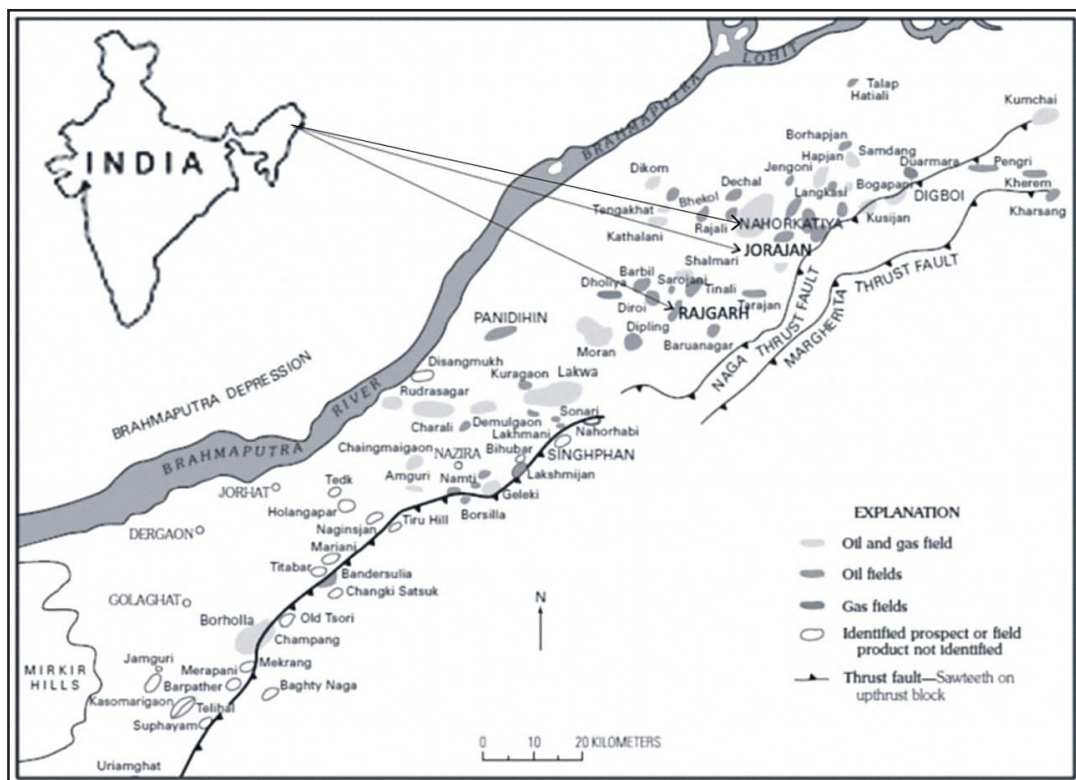 INDIA
BRAHMAPUTRA
LOHIT
Talap
Hatiali
Kumchai
Borhapjan
Samdang
Hapjan
Duarmara
Pengri
Jengoni
Dikom
Dechal
Langkasi
Bogapapi
DIGBOI
Kherem
Kharsang
Bhekol
Tengakhat
Rajali
NAHORKATIYA
Kusijan
Kathalani
JORAJAN
Shalmari
Barbil
Sarojani
Dholiya
Tinali
Tarajan
Diroi
RAJGARH
Dipling
Baruanagar
PANIDIHIN
Moran
NAGA THRUST FAULT
MARGHERITA THRUST FAULT
Disangmukh
Kuragaon
Lakwa
Rudrasagar
BRAHMAPUTRA DEPRESSION
BRAHMAPUTRA RIVER
Charali
Demulgaon
Sonari
Lakhmani
Nahorhabi
Chaingmaigaon
NAZIRA
Bihubar
SINGHPHAN
Amguri
Namti
Lakshmijan
Geleki
Tedk
JORHAT
Holangapar
Borsilla
Naginsjan
Tiru Hill
DERGAON
Mariani
Titabar
Bandersulia
Changki Satsuk
GOLAGHAT
Old Tsori
Borholla
Champang
MIRKIR
HILLS
Jamguri
Merapani
Mekrang
Barpather
Baghty Naga
Kasomarigaon
Telibal
Suphayam
Uriamghat
N
0 10 20 KILOMETERS
EXPLANATION
Oil and gas field
Oil fields
Gas fields
Identified prospect or field
product not identified
Thrust fault—Sawteeth on
upthrust block